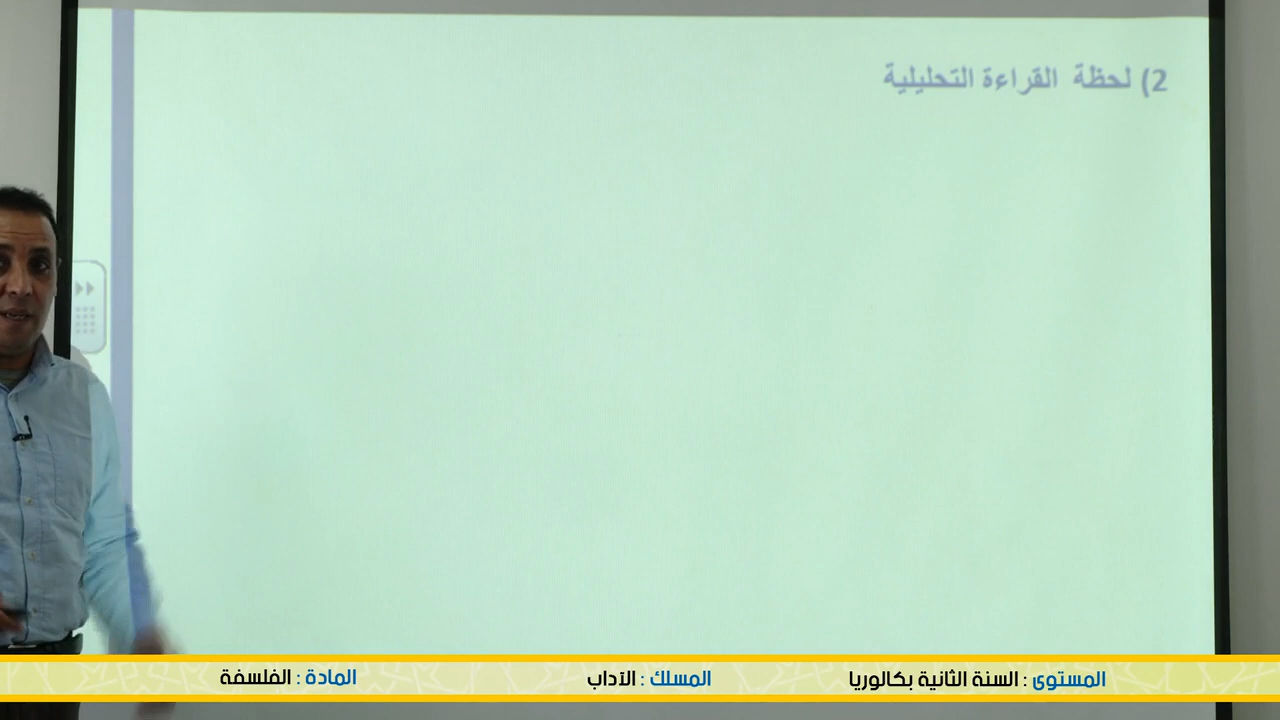 2) لحظة القراءة التحليلية
المستوى : السنة الثانية بكالوريا
المسلك : الآداب
المادة : الفلسفة